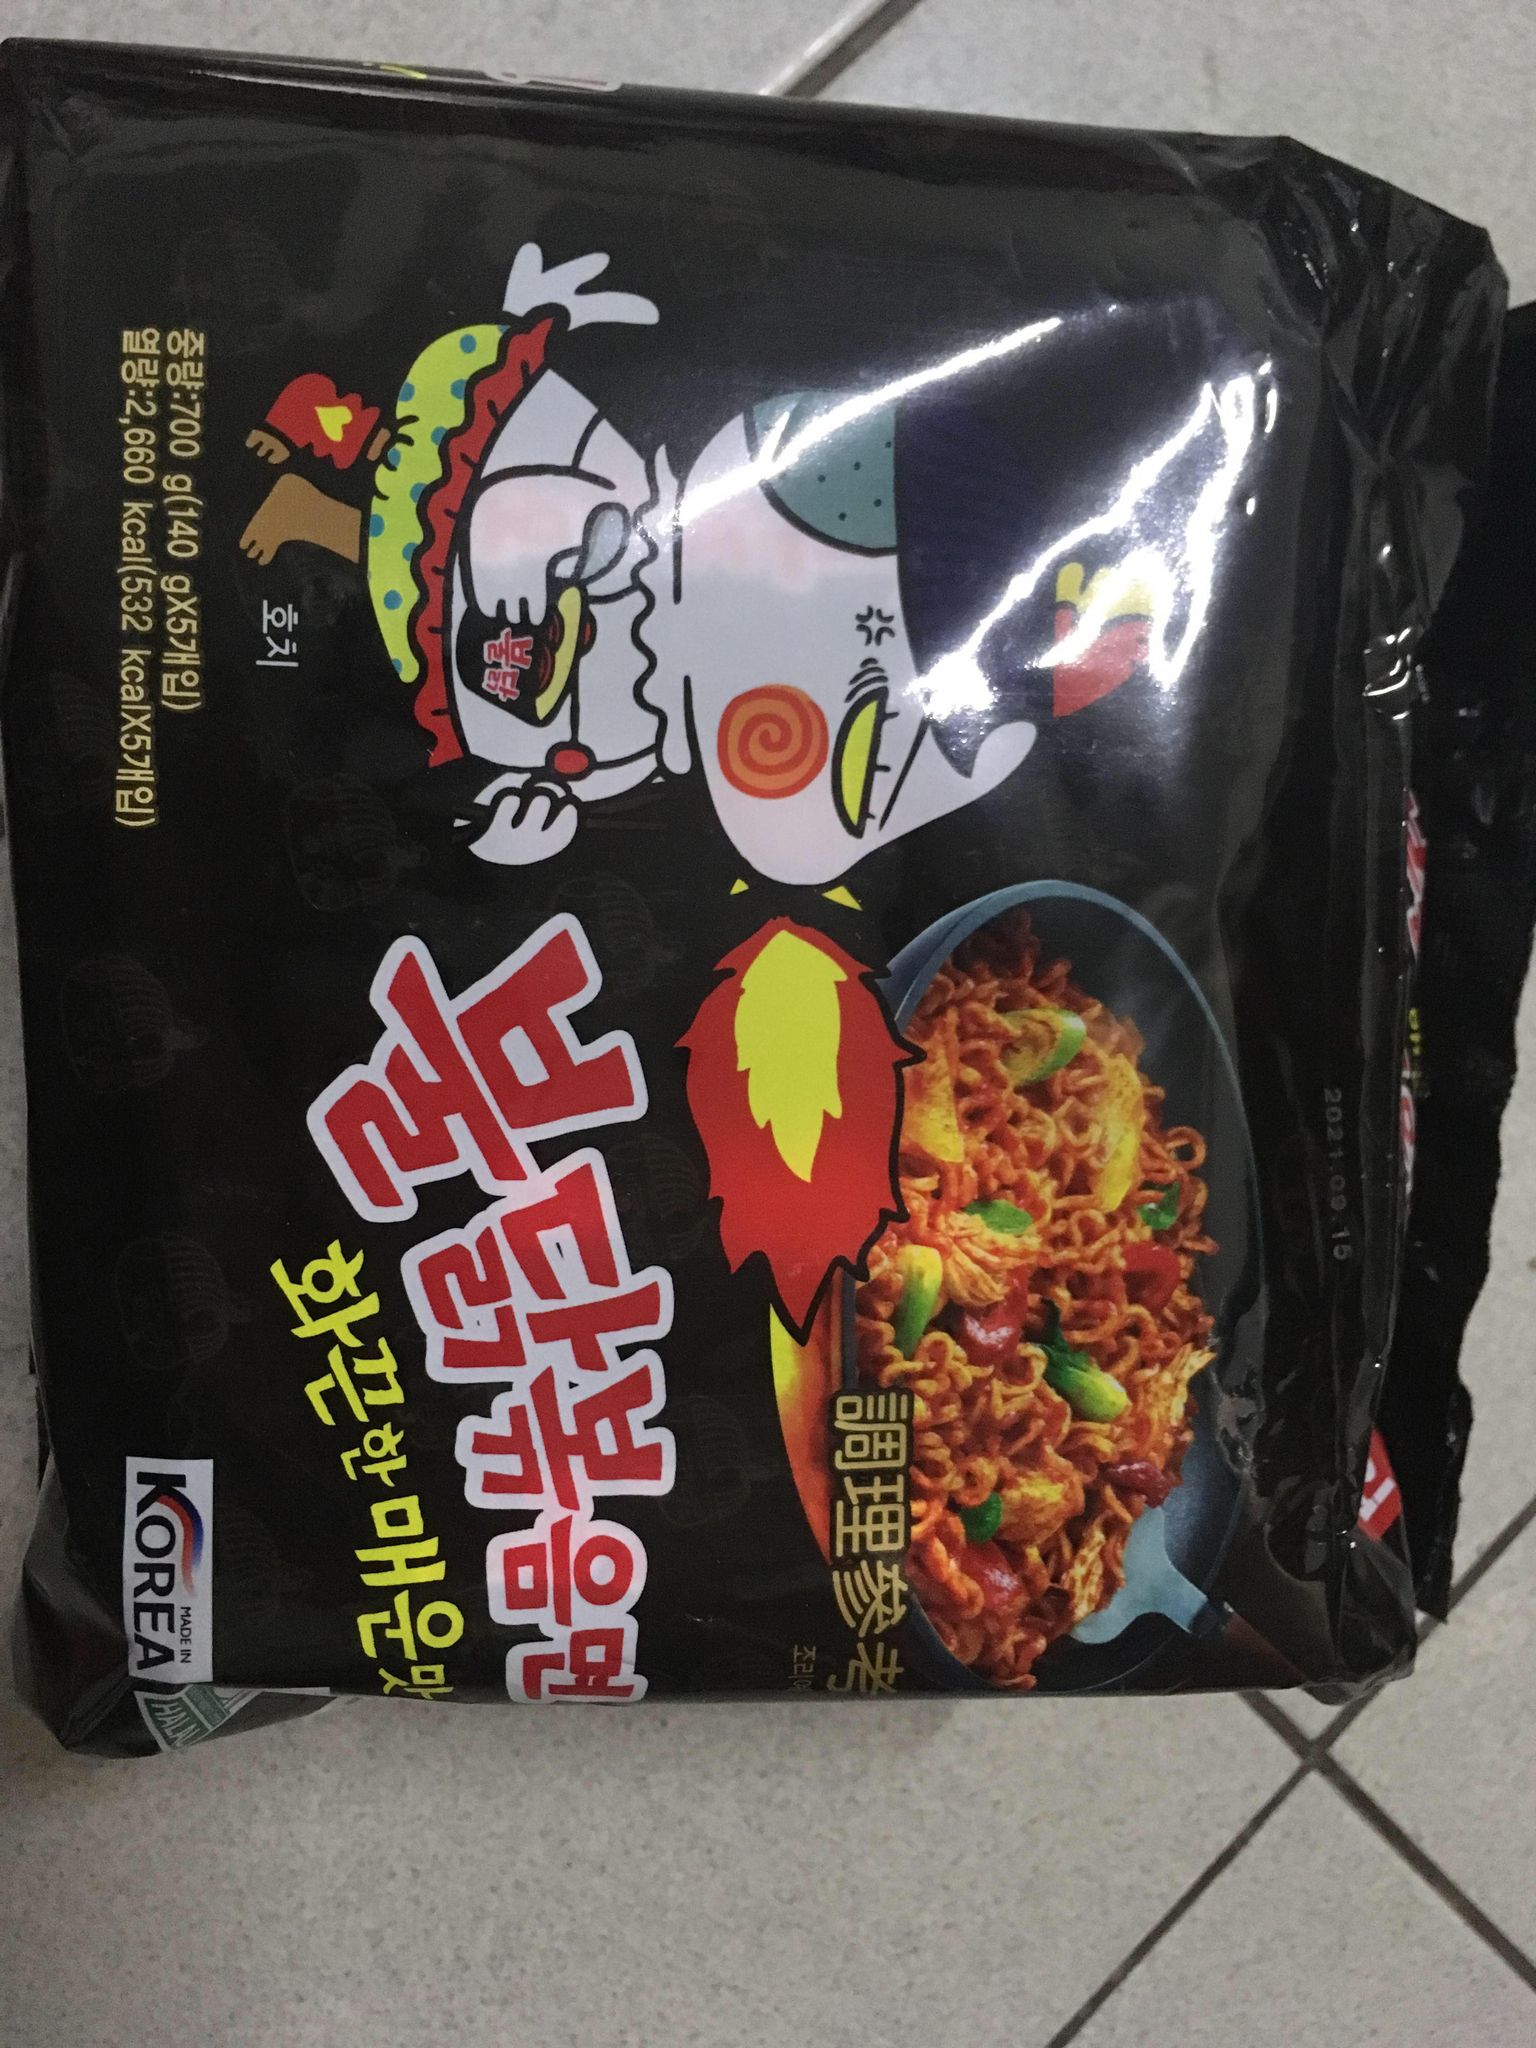 調理參考
조리
불닭볶음면
화끈한 매운맛
불닭
호치
중량:700 g(140 gX5개입)
열량:2,660 kcal(532 kcalX5개입)
MADE IN
KOREA
2021.09.15